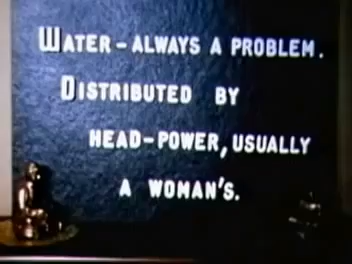 WATER-ALWAYS A PROBLEM.
DISTRIBUTED BY
HEAD-POWER, USUALLY
A WOMAN'S.